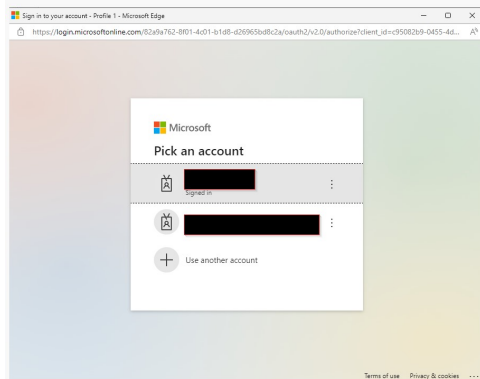 Sign in to your account - Profile 1 - Microsoft Edge
https://login.microsoftonline.com/82a9a762-8f01-4c01-b1d8-d26965bd8c2a/oauth2/v2.0/authorize?client_id=c95082b9-0455-4d...
Microsoft
Pick an account
Signed in
Use another account
Terms of use Privacy & cookies ...